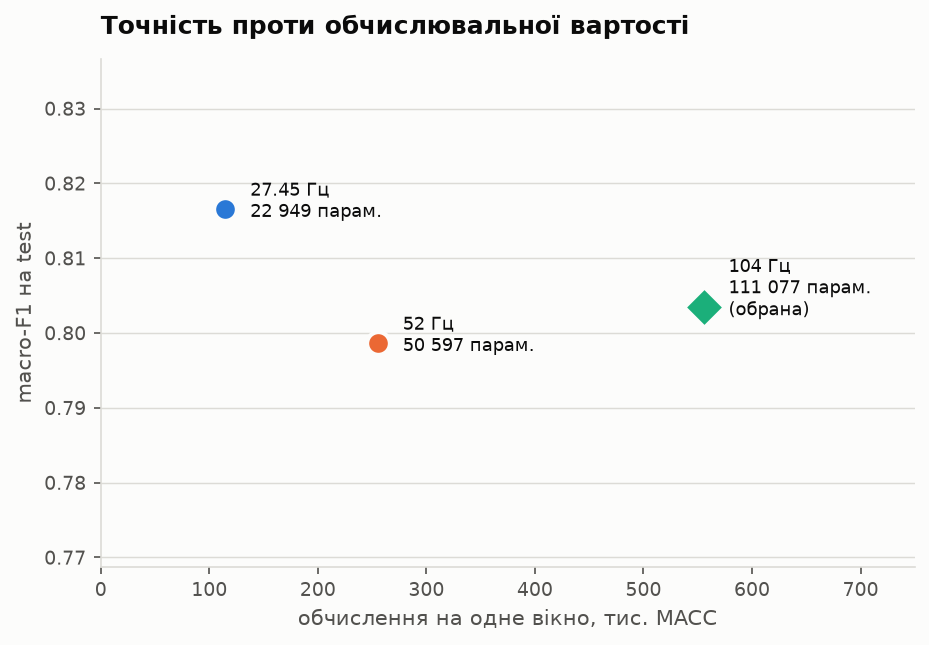 Точність проти обчислювальної вартості
macro-F1 на test
0.83
0.82
0.81
0.80
0.79
0.78
0.77
27.45 Гц
22 949 парам.
104 Гц
111 077 парам.
(обрана)
52 Гц
50 597 парам.
0 100 200 300 400 500 600 700
обчислення на одне вікно, тис. MACC